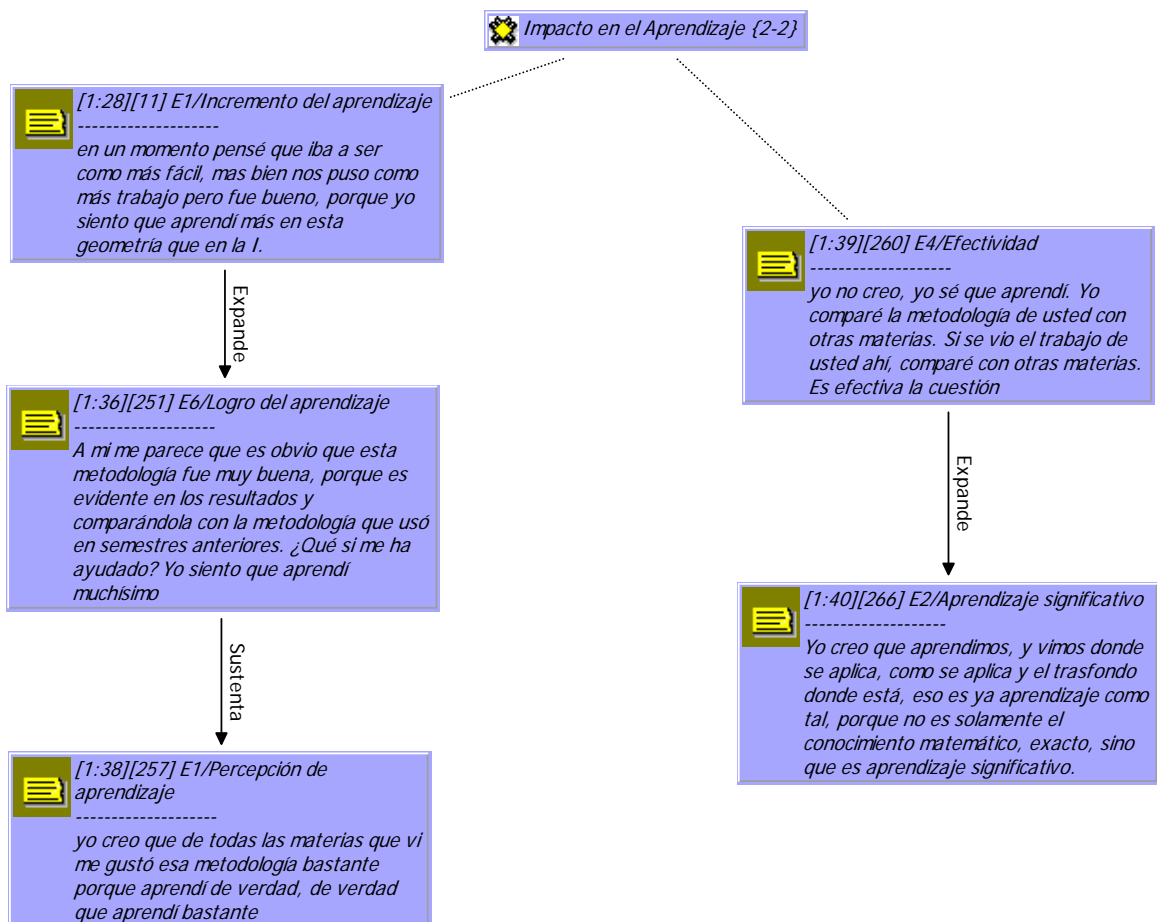 Impacto en el Aprendizaje {2-2}
[1:28][11] E1/Incremento del aprendizaje
--------------------
en un momento pensé que iba a ser
como más fácil, mas bien nos puso como
más trabajo pero fue bueno, porque yo
siento que aprendí más en esta
geometría que en la I.
Expande
[1:36][251] E6/Logro del aprendizaje
--------------------
A mi me parece que es obvio que esta
metodología fue muy buena, porque es
evidente en los resultados y
comparándola con la metodología que usó
en semestres anteriores. ¿Qué si me ha
ayudado? Yo siento que aprendí
muchísimo
Sustenta
[1:38][257] E1/Percepción de
aprendizaje
--------------------
yo creo que de todas las materias que vi
me gustó esa metodología bastante
porque aprendí de verdad, de verdad
que aprendí bastante
[1:39][260] E4/Efectividad
--------------------
yo no creo, yo sé que aprendí. Yo
comparé la metodología de usted con
otras materias. Si se vio el trabajo de
usted ahí, comparé con otras materias.
Es efectiva la cuestión
Expande
[1:40][266] E2/Aprendizaje significativo
--------------------
Yo creo que aprendimos, y vimos donde
se aplica, como se aplica y el trasfondo
donde está, eso es ya aprendizaje como
tal, porque no es solamente el
conocimiento matemático, exacto, sino
que es aprendizaje significativo.